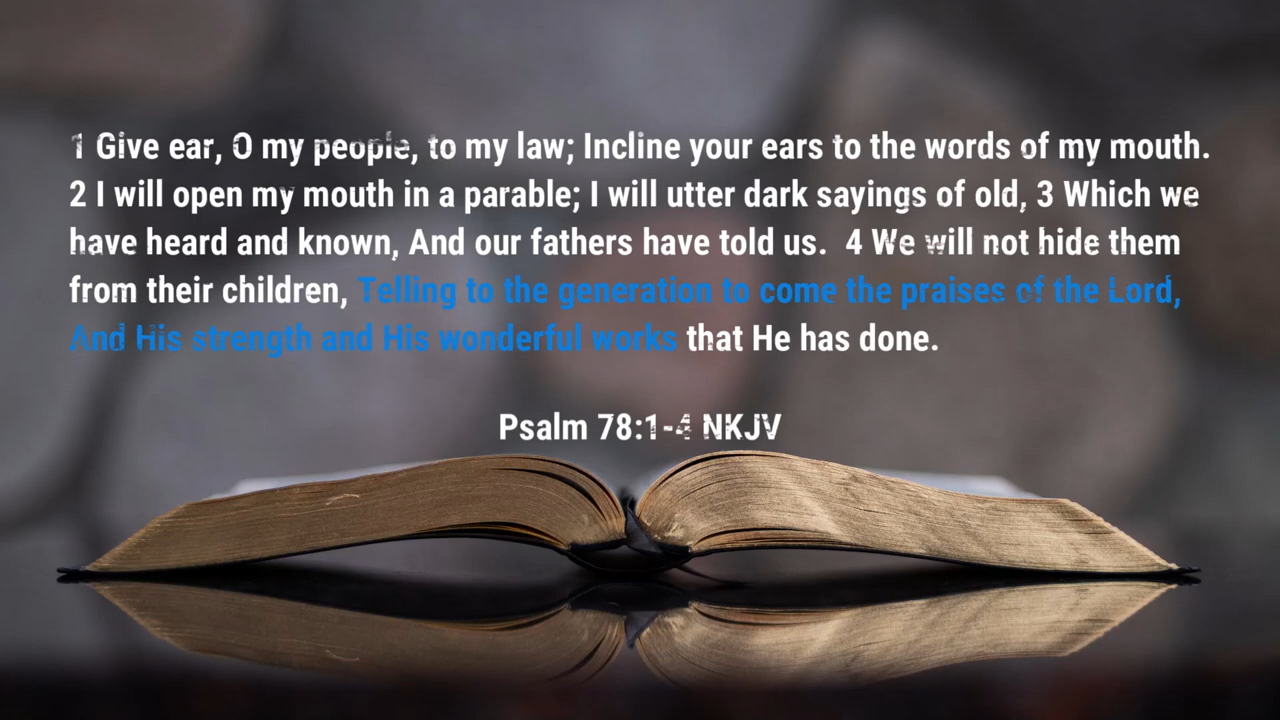 1 Give ear, O my people, to my law; Incline your ears to the words of my mouth.
2 I will open my mouth in a parable; I will utter dark sayings of old, 3 Which we
have heard and known, And our fathers have told us.  4 We will not hide them
from their children, Telling to the generation to come the praises of the Lord,
And His strength and His wonderful works that He has done.
Psalm 78:1-4 NKJV